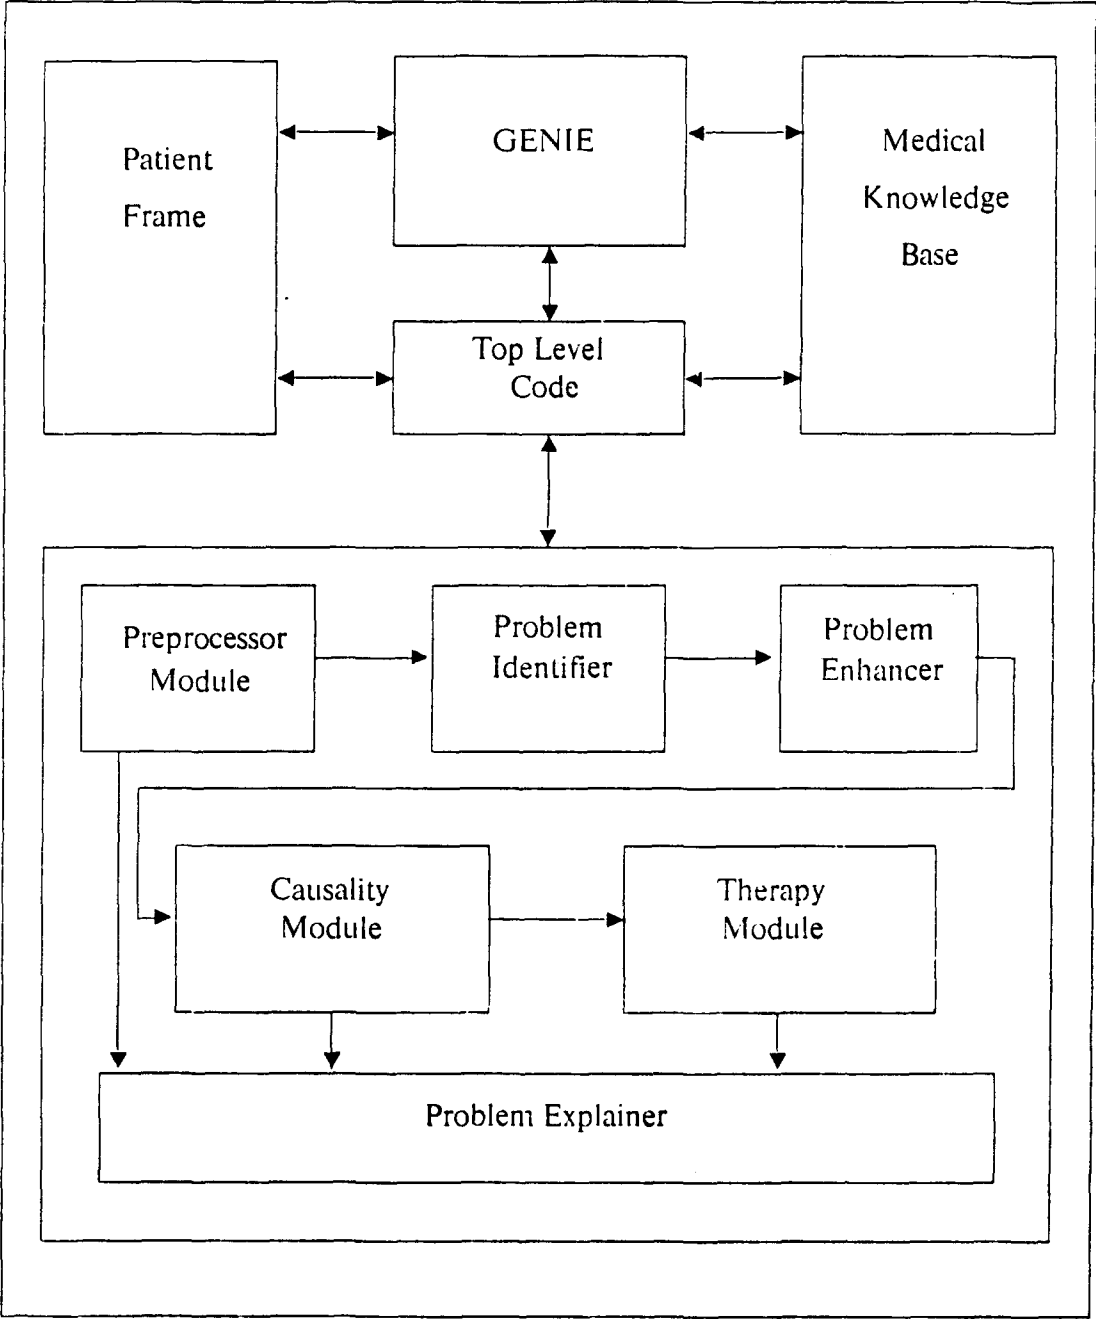 Patient
Frame
GENIE
Medical
Knowledge
Base
Top Level
Code
Preprocessor
Module
Problem
Identifier
Problem
Enhancer
Causality
Module
Therapy
Module
Problem Explainer